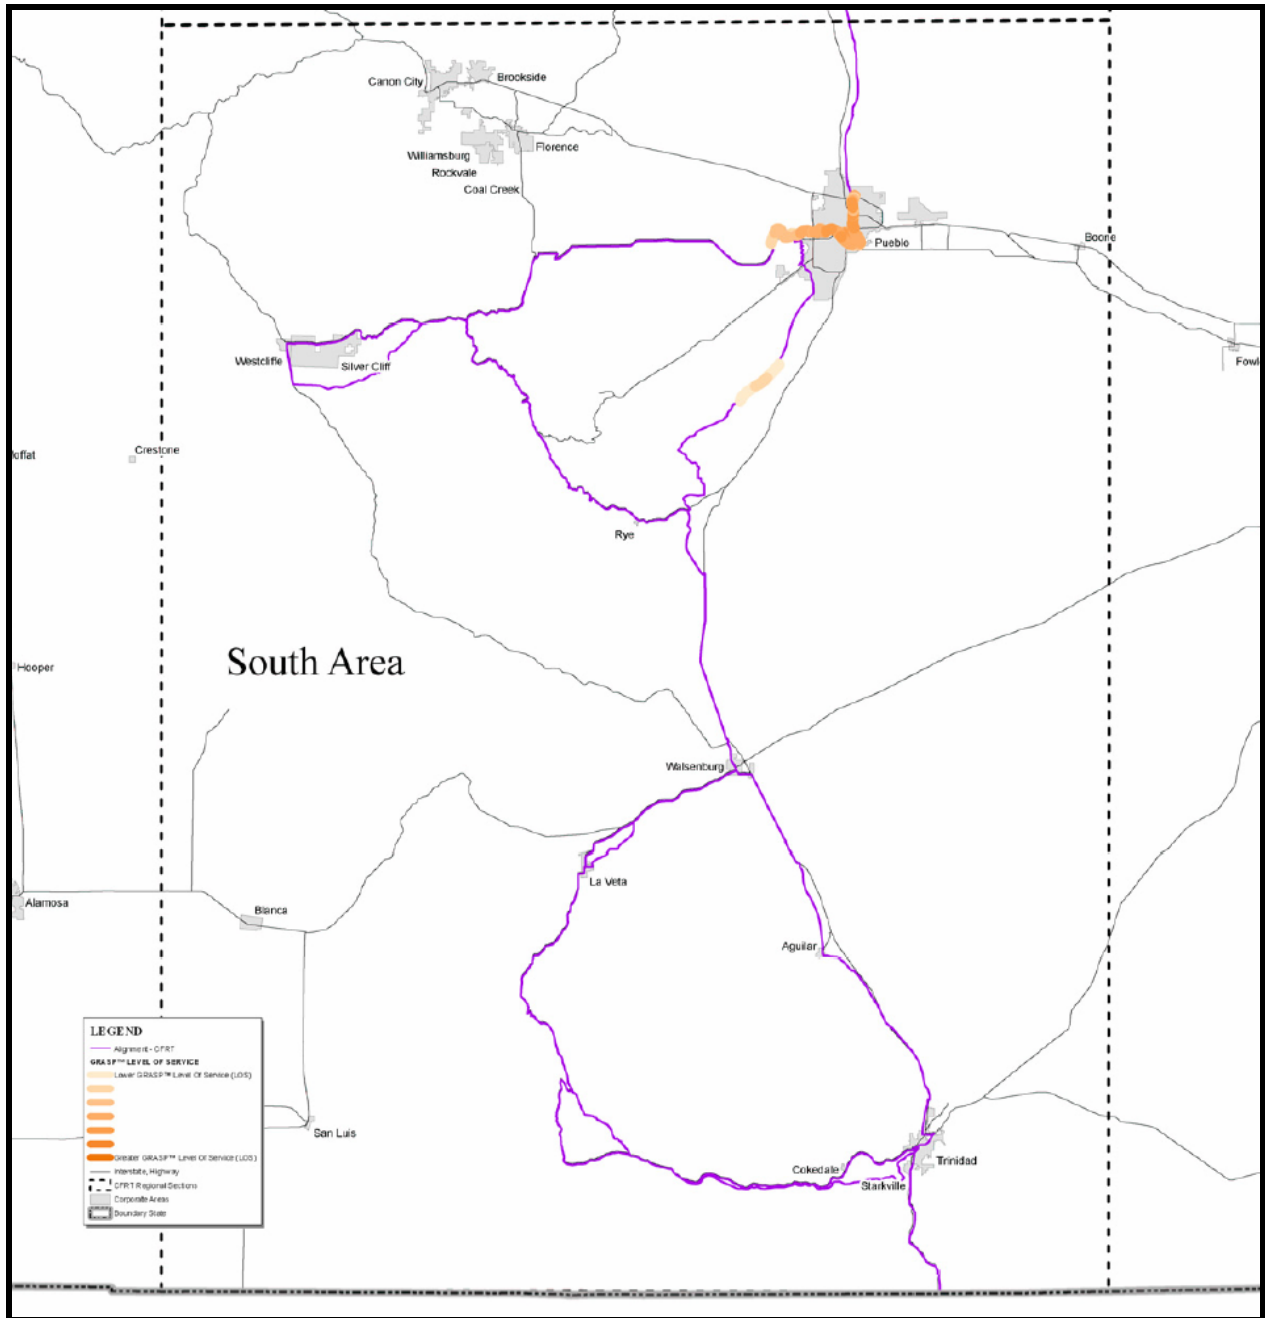 Canon City
Brookside
Florence
Williamsburg
Rockvale
Coal Creek
Pueblo
Boone
Fowl
Westcliffe
Silver Cliff
offat
Crestone
Rye
South Area
Hooper
Walsenburg
La Veta
Alamosa
Blanca
Aguilar
LEGEND
Alignment - CFRT
GRASP™ LEVEL OF SERVICE
Lower GRASP™ Level Of Service (LOS)
Greater GRASP™ Level Of Service (LOS)
Interstate, Highway
CFRT Regional Sections
Corporate Areas
Boundary State
San Luis
Cokedale
Trinidad
Starkville